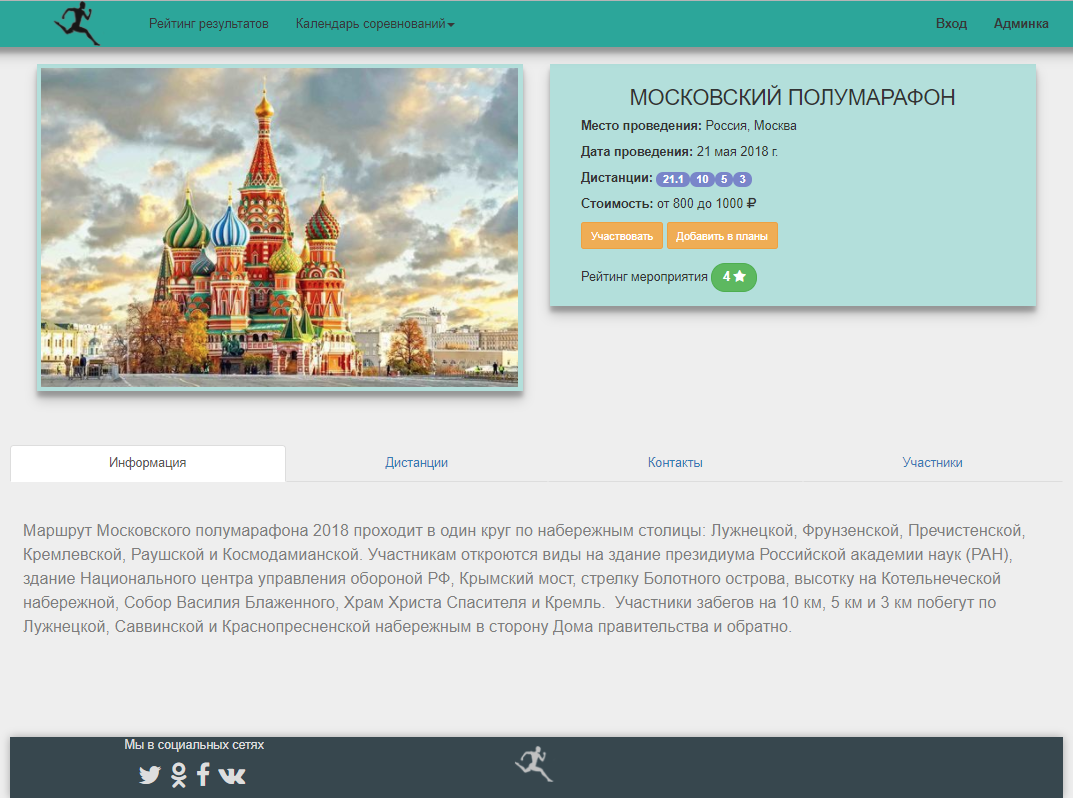 Рейтинг результатов Календарь соревнований Вход Админка
МОСКОВСКИЙ ПОЛУМАРАФОН
Место проведения: Россия, Москва
Дата проведения: 21 мая 2018 г.
Дистанции: 21.1 10 5 3
Стоимость: от 800 до 1000 ₽
Участвовать Добавить в планы
Рейтинг мероприятия 4★
Информация Дистанции Контакты Участники
Маршрут Московского полумарафона 2018 проходит в один круг по набережным столицы: Лужнецкой, Фрунзенской, Пречистенской,
Кремлевской, Раушской и Космодамианской. Участникам откроются виды на здание президиума Российской академии наук (РАН),
здание Национального центра управления обороной РФ, Крымский мост, стрелку Болотного острова, высотку на Котельнеческой
набережной, Собор Василия Блаженного, Храм Христа Спасителя и Кремль. Участники забегов на 10 км, 5 км и 3 км побегут по
Лужнецкой, Саввинской и Краснопресненской набережным в сторону Дома правительства и обратно.
Мы в социальных сетях